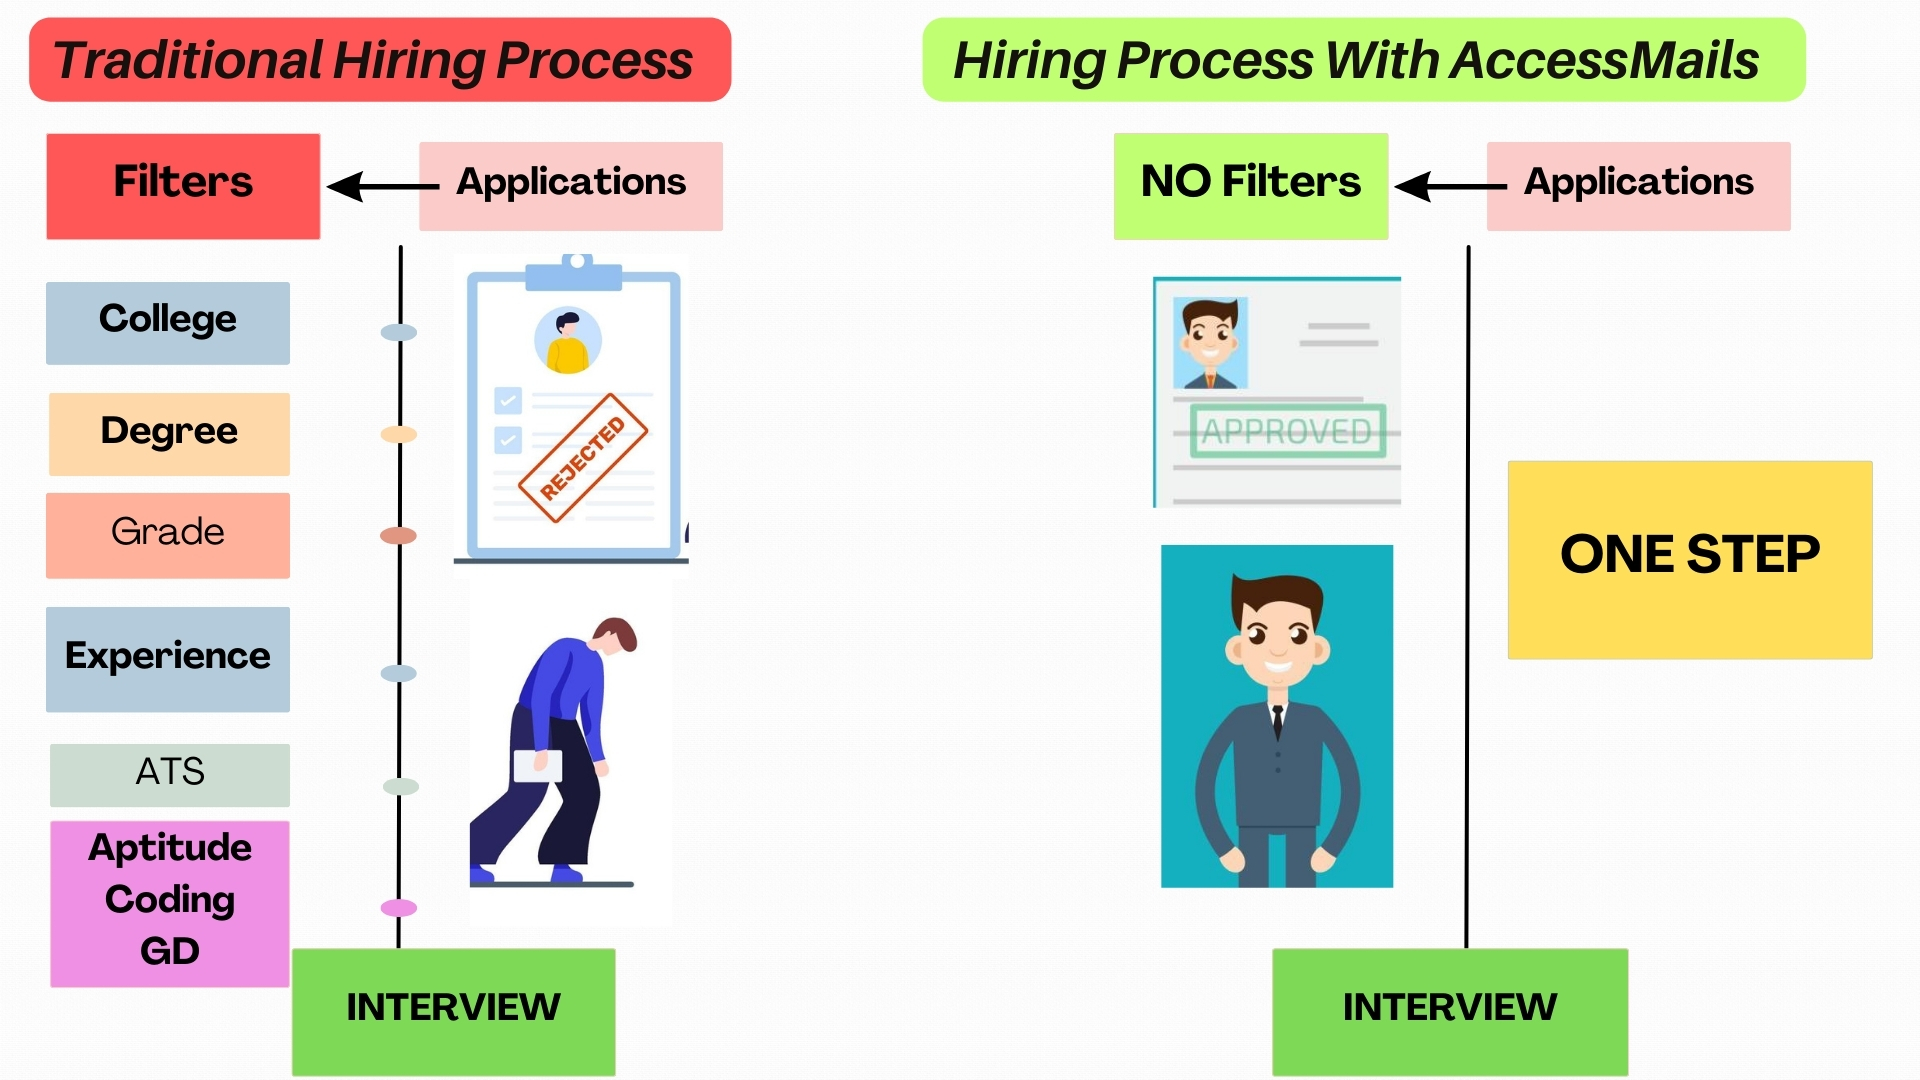 Traditional Hiring Process
Filters
Applications
College
Degree
Grade
Experience
ATS
Aptitude
Coding
GD
REJECTED
INTERVIEW
Hiring Process With AccessMails
NO Filters
Applications
APPROVED
ONE STEP
INTERVIEW